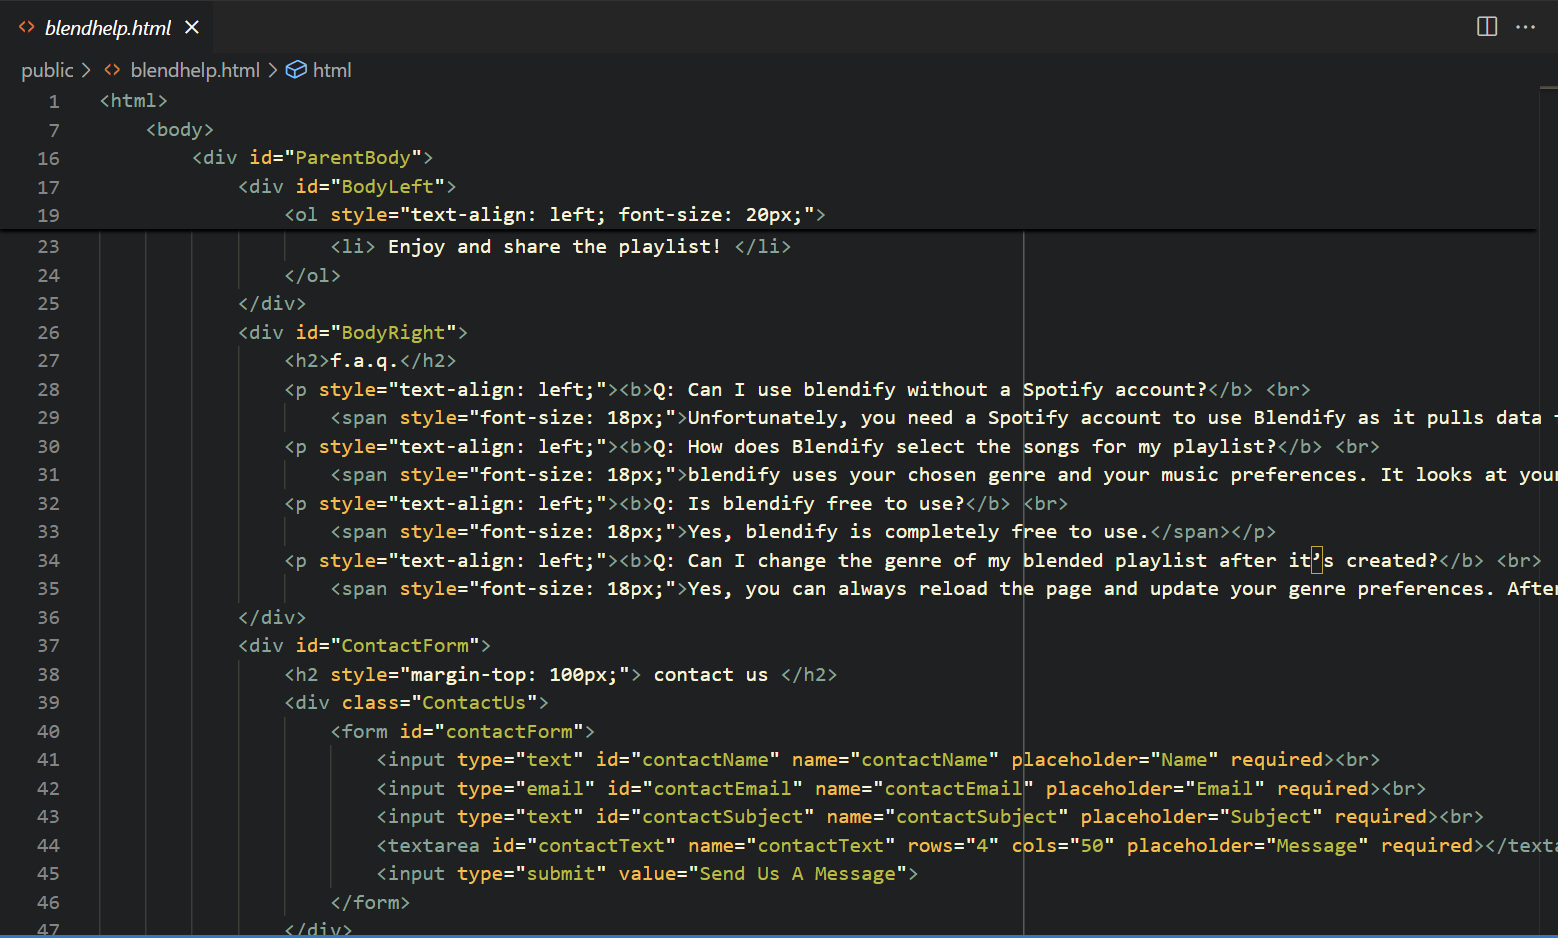 blendhelp.html
public > blendhelp.html > html
1 <html>
7 <body>
16 <div id="ParentBody">
17 <div id="BodyLeft">
19 <ol style="text-align: left; font-size: 20px;">
23 <li> Enjoy and share the playlist! </li>
24 </ol>
25 </div>
26 <div id="BodyRight">
27 <h2>f.a.q.</h2>
28 <p style="text-align: left;"><b>Q: Can I use blendify without a Spotify account?</b> <br>
29 <span style="font-size: 18px;">Unfortunately, you need a Spotify account to use Blendify as it pulls data
30 <p style="text-align: left;"><b>Q: How does Blendify select the songs for my playlist?</b> <br>
31 <span style="font-size: 18px;">blendify uses your chosen genre and your music preferences. It looks at your
32 <p style="text-align: left;"><b>Q: Is blendify free to use?</b> <br>
33 <span style="font-size: 18px;">Yes, blendify is completely free to use.</span></p>
34 <p style="text-align: left;"><b>Q: Can I change the genre of my blended playlist after it’s created?</b> <br>
35 <span style="font-size: 18px;">Yes, you can always reload the page and update your genre preferences. After
36 </div>
37 <div id="ContactForm">
38 <h2 style="margin-top: 100px;"> contact us </h2>
39 <div class="ContactUs">
40 <form id="contactForm">
41 <input type="text" id="contactName" name="contactName" placeholder="Name" required><br>
42 <input type="email" id="contactEmail" name="contactEmail" placeholder="Email" required><br>
43 <input type="text" id="contactSubject" name="contactSubject" placeholder="Subject" required><br>
44 <textarea id="contactText" name="contactText" rows="4" cols="50" placeholder="Message" required></texta
45 <input type="submit" value="Send Us A Message">
46 </form>
47 </div>